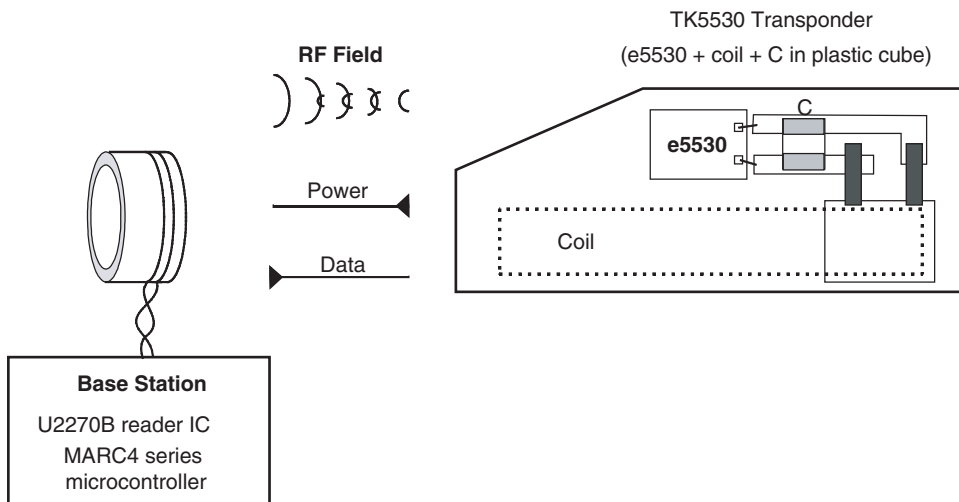 TK5530 Transponder
(e5530 + coil + C in plastic cube)
RF Field
C
e5530
Power
Coil
Data
Base Station
U2270B reader IC
MARC4 series
microcontroller